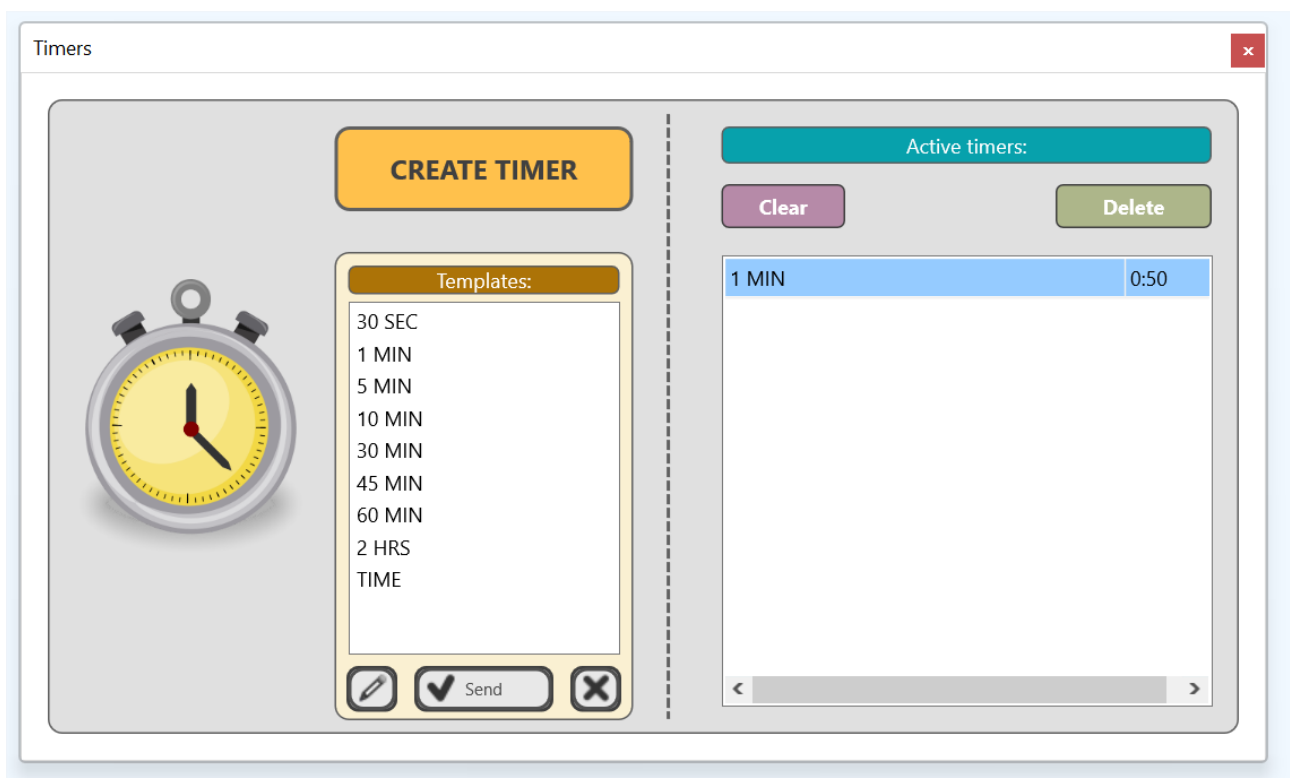 Timers
CREATE TIMER
Templates:
30 SEC
1 MIN
5 MIN
10 MIN
30 MIN
45 MIN
60 MIN
2 HRS
TIME
Send
Active timers:
Clear
Delete
1 MIN 0:50